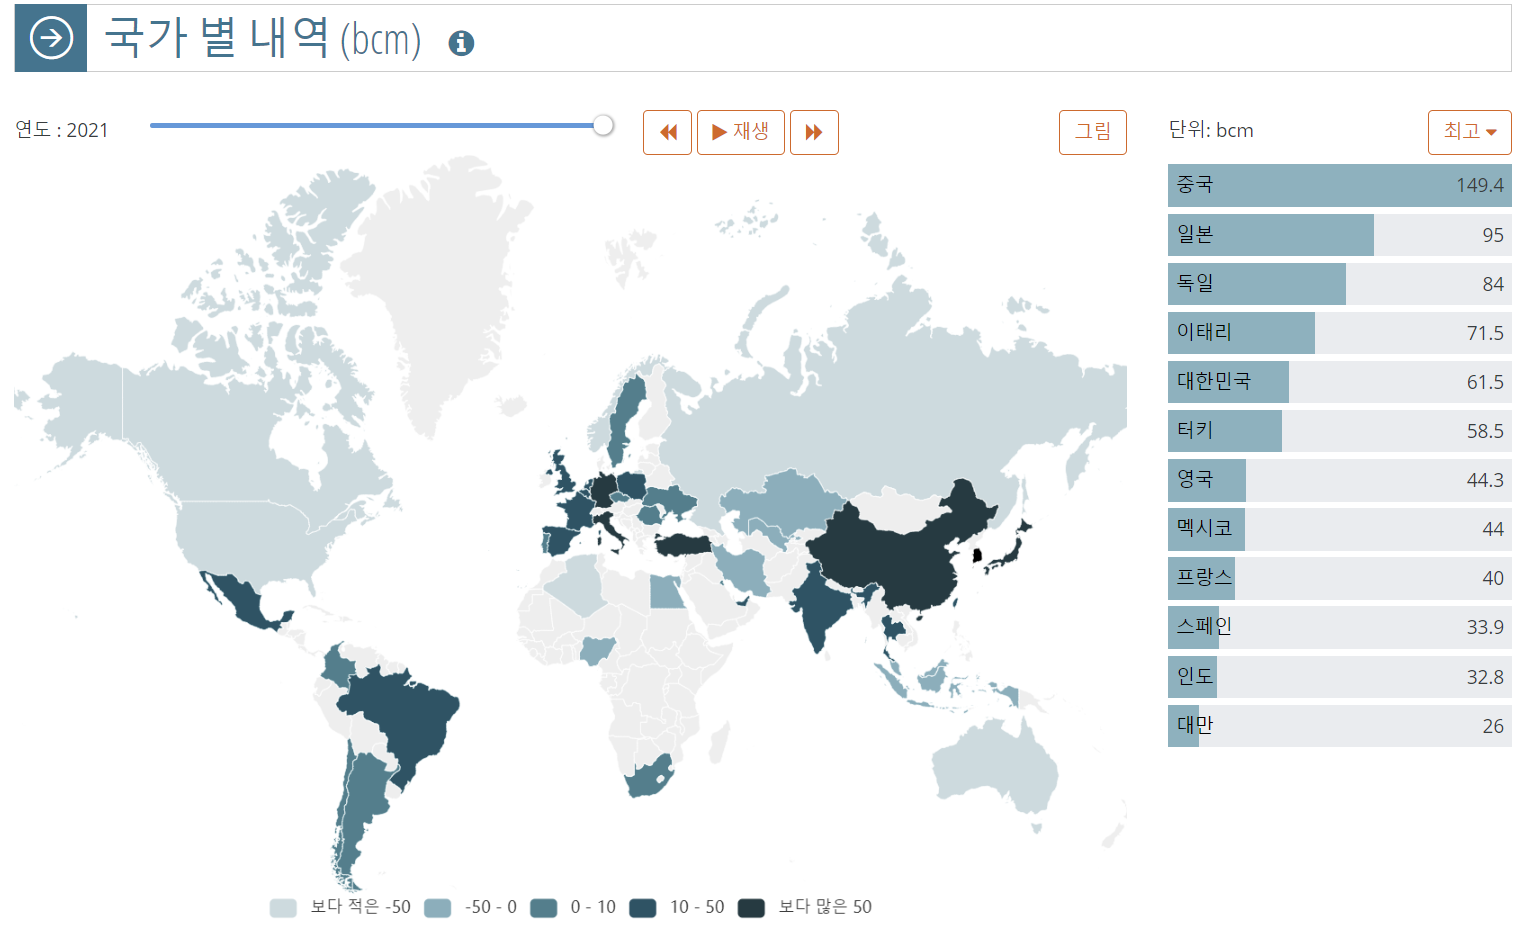 국가 별 내역 (bcm)
연도 : 2021
재생
그림
단위: bcm
최고
중국 149.4
일본 95
독일 84
이태리 71.5
대한민국 61.5
터키 58.5
영국 44.3
멕시코 44
프랑스 40
스페인 33.9
인도 32.8
대만 26
보다 적은 -50 -50 - 0 0 - 10 10 - 50 보다 많은 50